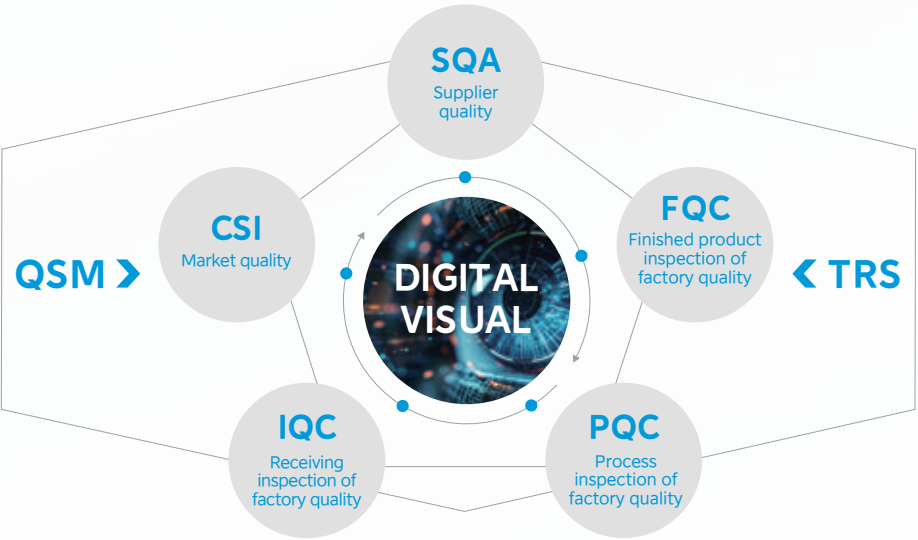 SQA
Supplier
quality
CSI
Market quality
FQC
Finished product
inspection of
factory quality
QSM
DIGITAL
VISUAL
TRS
IQC
Receiving
inspection of
factory quality
PQC
Process
inspection of
factory quality